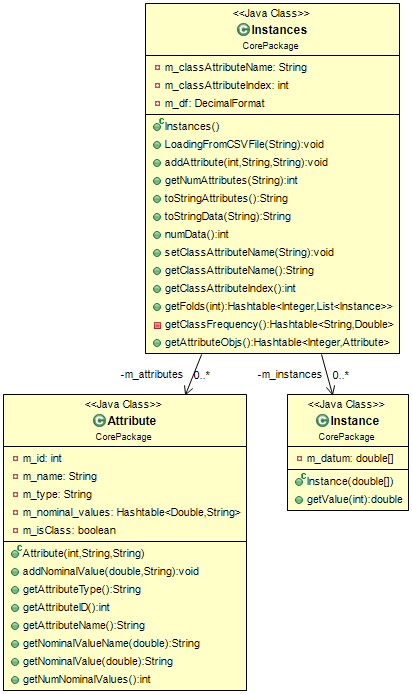 <<Java Class>>
Instances
CorePackage
m_classAttributeName: String
m_classAttributeIndex: int
m_df: DecimalFormat
Instances()
LoadingFromCSVFile(String):void
addAttribute(int,String,String):void
getNumAttributes(String):int
toStringAttributes():String
toStringData(String):String
numData():int
setClassAttributeName(String):void
getClassAttributeName():String
getClassAttributeIndex():int
getFolds(int):Hashtable<Integer,List<Instance>>
getClassFrequency():Hashtable<String,Double>
getAttributeObjs():Hashtable<Integer,Attribute>
-m_attributes 0..*
-m_instances 0..*
<<Java Class>>
Attribute
CorePackage
m_id: int
m_name: String
m_type: String
m_nominal_values: Hashtable<Double,String>
m_isClass: boolean
Attribute(int,String,String)
addNominalValue(double,String):void
getAttributeType():String
getAttributeID():int
getAttributeName():String
getNominalValueName(double):String
getNominalValue(double):String
getNumNominalValues():int
<<Java Class>>
Instance
CorePackage
m_datum: double[]
Instance(double[])
getValue(int):double